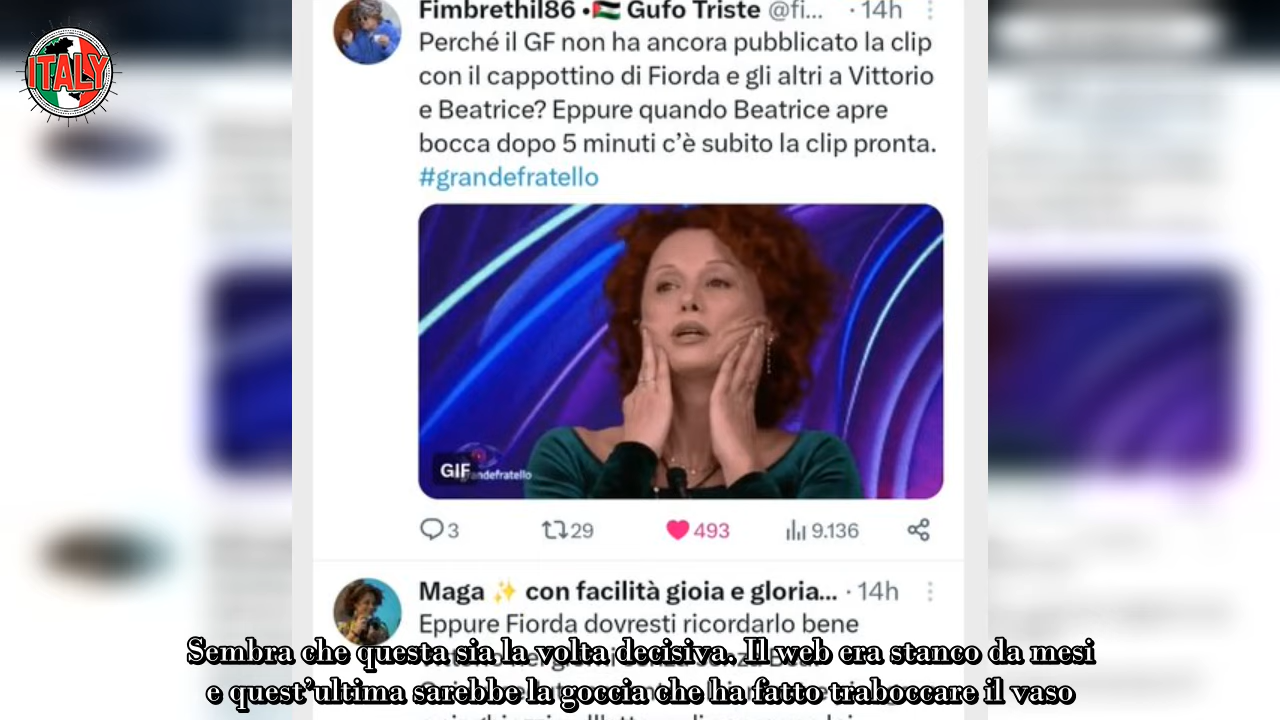 ITALY
Fimbrethil86 •🇵🇸 Gufo Triste @fi... · 14h
Perché il GF non ha ancora pubblicato la clip
con il cappottino di Fiorda e gli altri a Vittorio
e Beatrice? Eppure quando Beatrice apre
bocca dopo 5 minuti c’è subito la clip pronta.
#grandefratello
GIF
andefratello
3 29 493 9.136
Maga ✨ con facilità gioia e gloria... · 14h
Eppure Fiorda dovresti ricordarlo bene
Sembra che questa sia la volta decisiva. Il web era stanco da mesi
e quest’ultima sarebbe la goccia che ha fatto traboccare il vaso